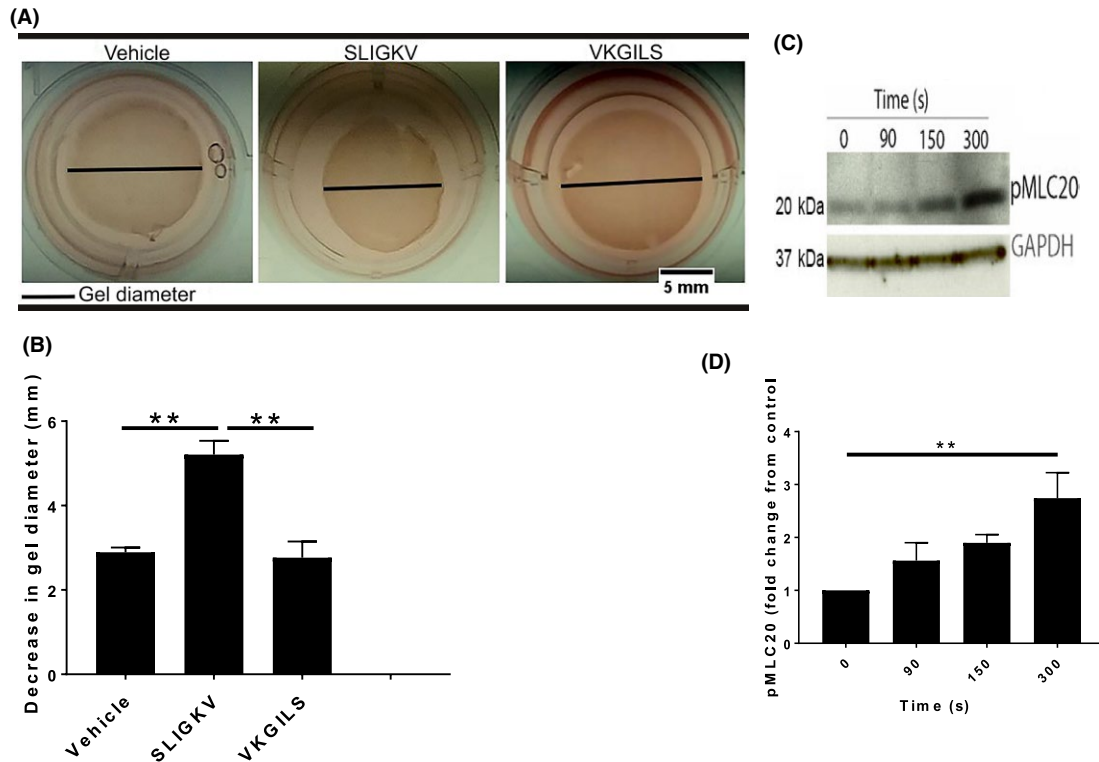 (A)
Vehicle SLIGKV VKGILS
5 mm
Gel diameter
(B)
Decrease in gel diameter (mm)
6
4
2
0
** **
Vehicle SLIGKV VKGILS
(C)
Time (s)
0 90 150 300
20 kDa pMLC20
37 kDa GAPDH
(D)
pMLC20 (fold change from control
4
3
2
1
0
**
0 90 150 300
Time (s)